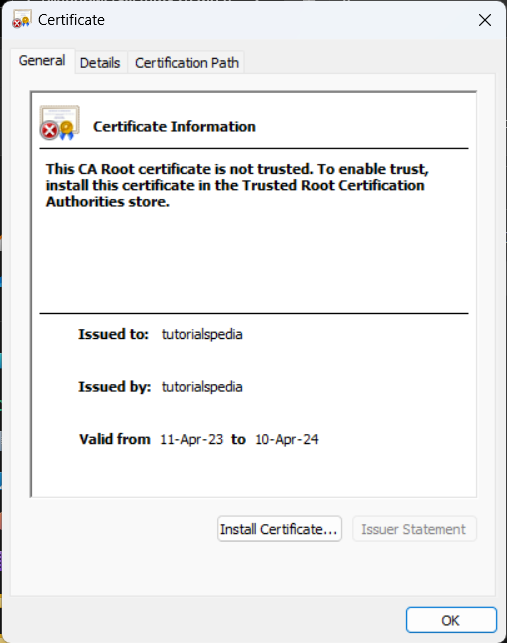 Certificate
General
Details
Certification Path
Certificate Information
This CA Root certificate is not trusted. To enable trust,
install this certificate in the Trusted Root Certification
Authorities store.
Issued to: tutorialspedia
Issued by: tutorialspedia
Valid from 11-Apr-23 to 10-Apr-24
Install Certificate...
Issuer Statement
OK